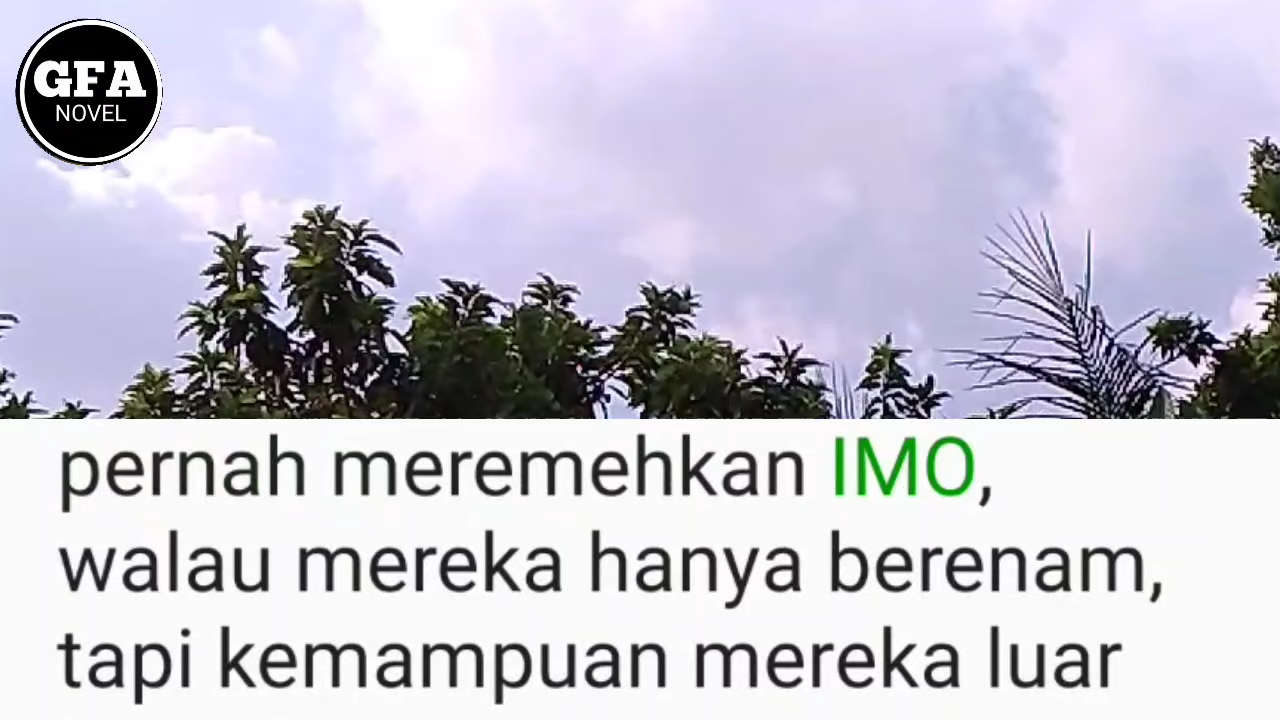 GFA
NOVEL
pernah meremehkan IMO,
walau mereka hanya berenam,
tapi kemampuan mereka luar